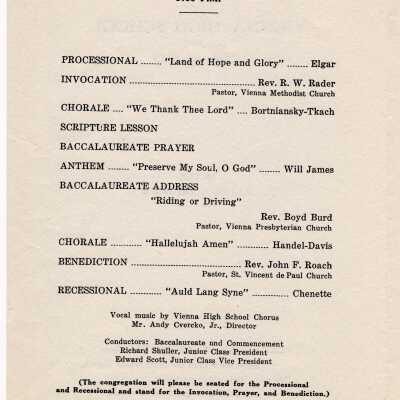 PROCESSIONAL ........ "Land of Hope and Glory" ........ Elgar
INVOCATION ................................... Rev. R. W. Rader
Pastor, Vienna Methodist Church
CHORALE .... "We Thank Thee Lord" .... Bortniansky-Tkach
SCRIPTURE LESSON
BACCALAUREATE PRAYER
ANTHEM ........ "Preserve My Soul, O God" ........ Will James
BACCALAUREATE ADDRESS
"Riding or Driving"
Rev. Boyd Burd
Pastor, Vienna Presbyterian Church
CHORALE ............ "Hallelujah Amen" ............ Handel-Davis
BENEDICTION ............................... Rev. John F. Roach
Pastor, St. Vincent de Paul Church
RECESSIONAL ............ "Auld Lang Syne" .............. Chenette
Vocal music by Vienna High School Chorus
Mr. Andy Cvercko, Jr., Director
Conductors: Baccalaureate and Commencement
Richard Shuller, Junior Class President
Edward Scott, Junior Class Vice President
(The congregation will please be seated for the Processional
and Recessional and stand for the Invocation, Prayer, and Benediction.)